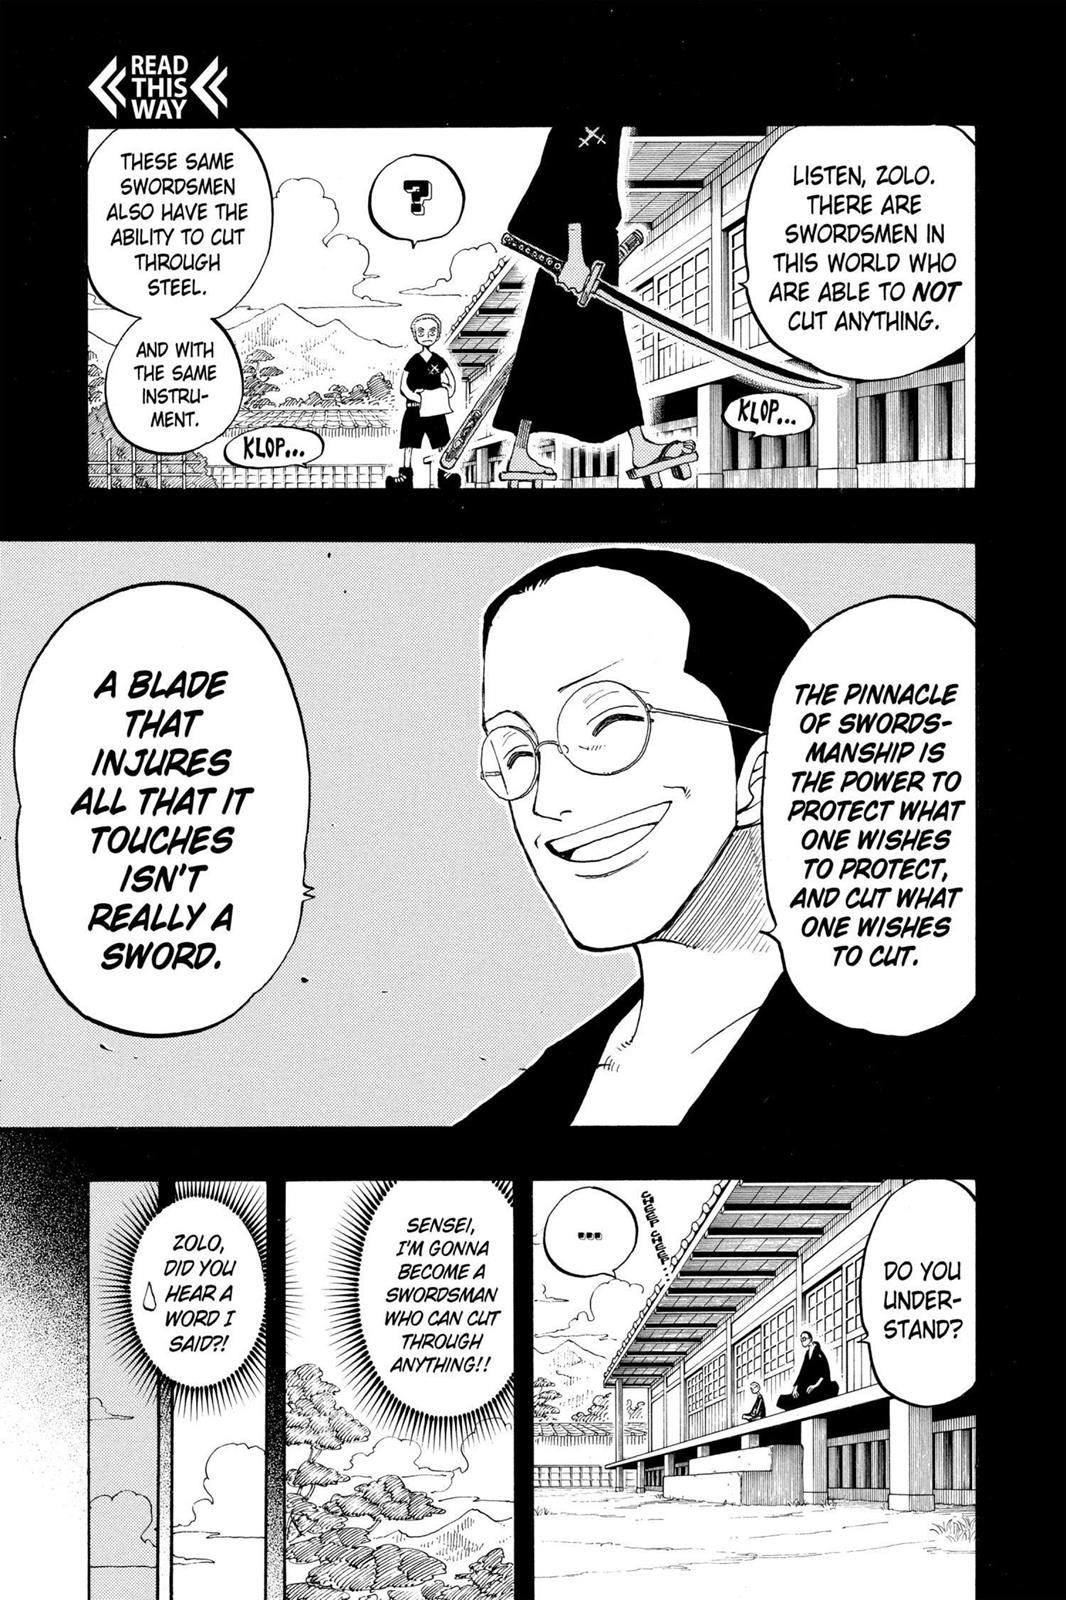 READ
THIS
WAY
LISTEN, ZOLO.
THERE ARE
SWORDSMEN IN
THIS WORLD WHO
ARE ABLE TO NOT
CUT ANYTHING.
KLOP...
?
THESE SAME
SWORDSMEN
ALSO HAVE THE
ABILITY TO CUT
THROUGH
STEEL.
AND WITH
THE SAME
INSTRU-
MENT.
KLOP...
THE PINNACLE
OF SWORDS-
MANSHIP IS
THE POWER TO
PROTECT WHAT
ONE WISHES
TO PROTECT,
AND CUT WHAT
ONE WISHES
TO CUT.
A BLADE
THAT
INJURES
ALL THAT IT
TOUCHES
ISN'T
REALLY A
SWORD.
DO YOU
UNDER-
STAND?
CHEEP CHEEP...
...
SENSEI,
I'M GONNA
BECOME A
SWORDSMAN
WHO CAN CUT
THROUGH
ANYTHING!!
ZOLO,
DID YOU
HEAR A
WORD I
SAID?!